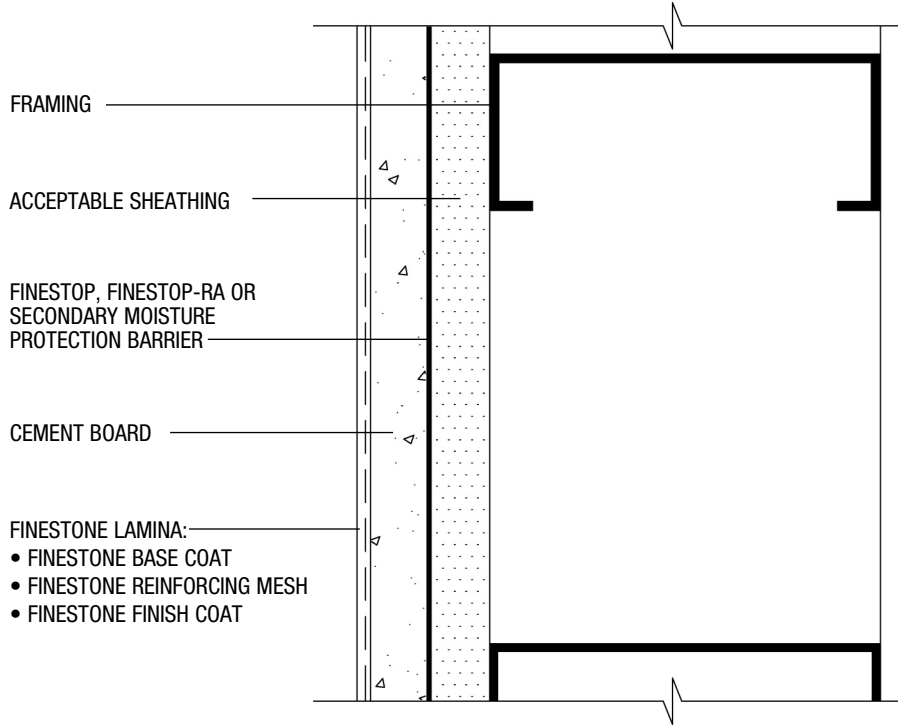 FRAMING
ACCEPTABLE SHEATHING
FINESTOP, FINESTOP-RA OR
SECONDARY MOISTURE
PROTECTION BARRIER
CEMENT BOARD
FINESTONE LAMINA:
• FINESTONE BASE COAT
• FINESTONE REINFORCING MESH
• FINESTONE FINISH COAT